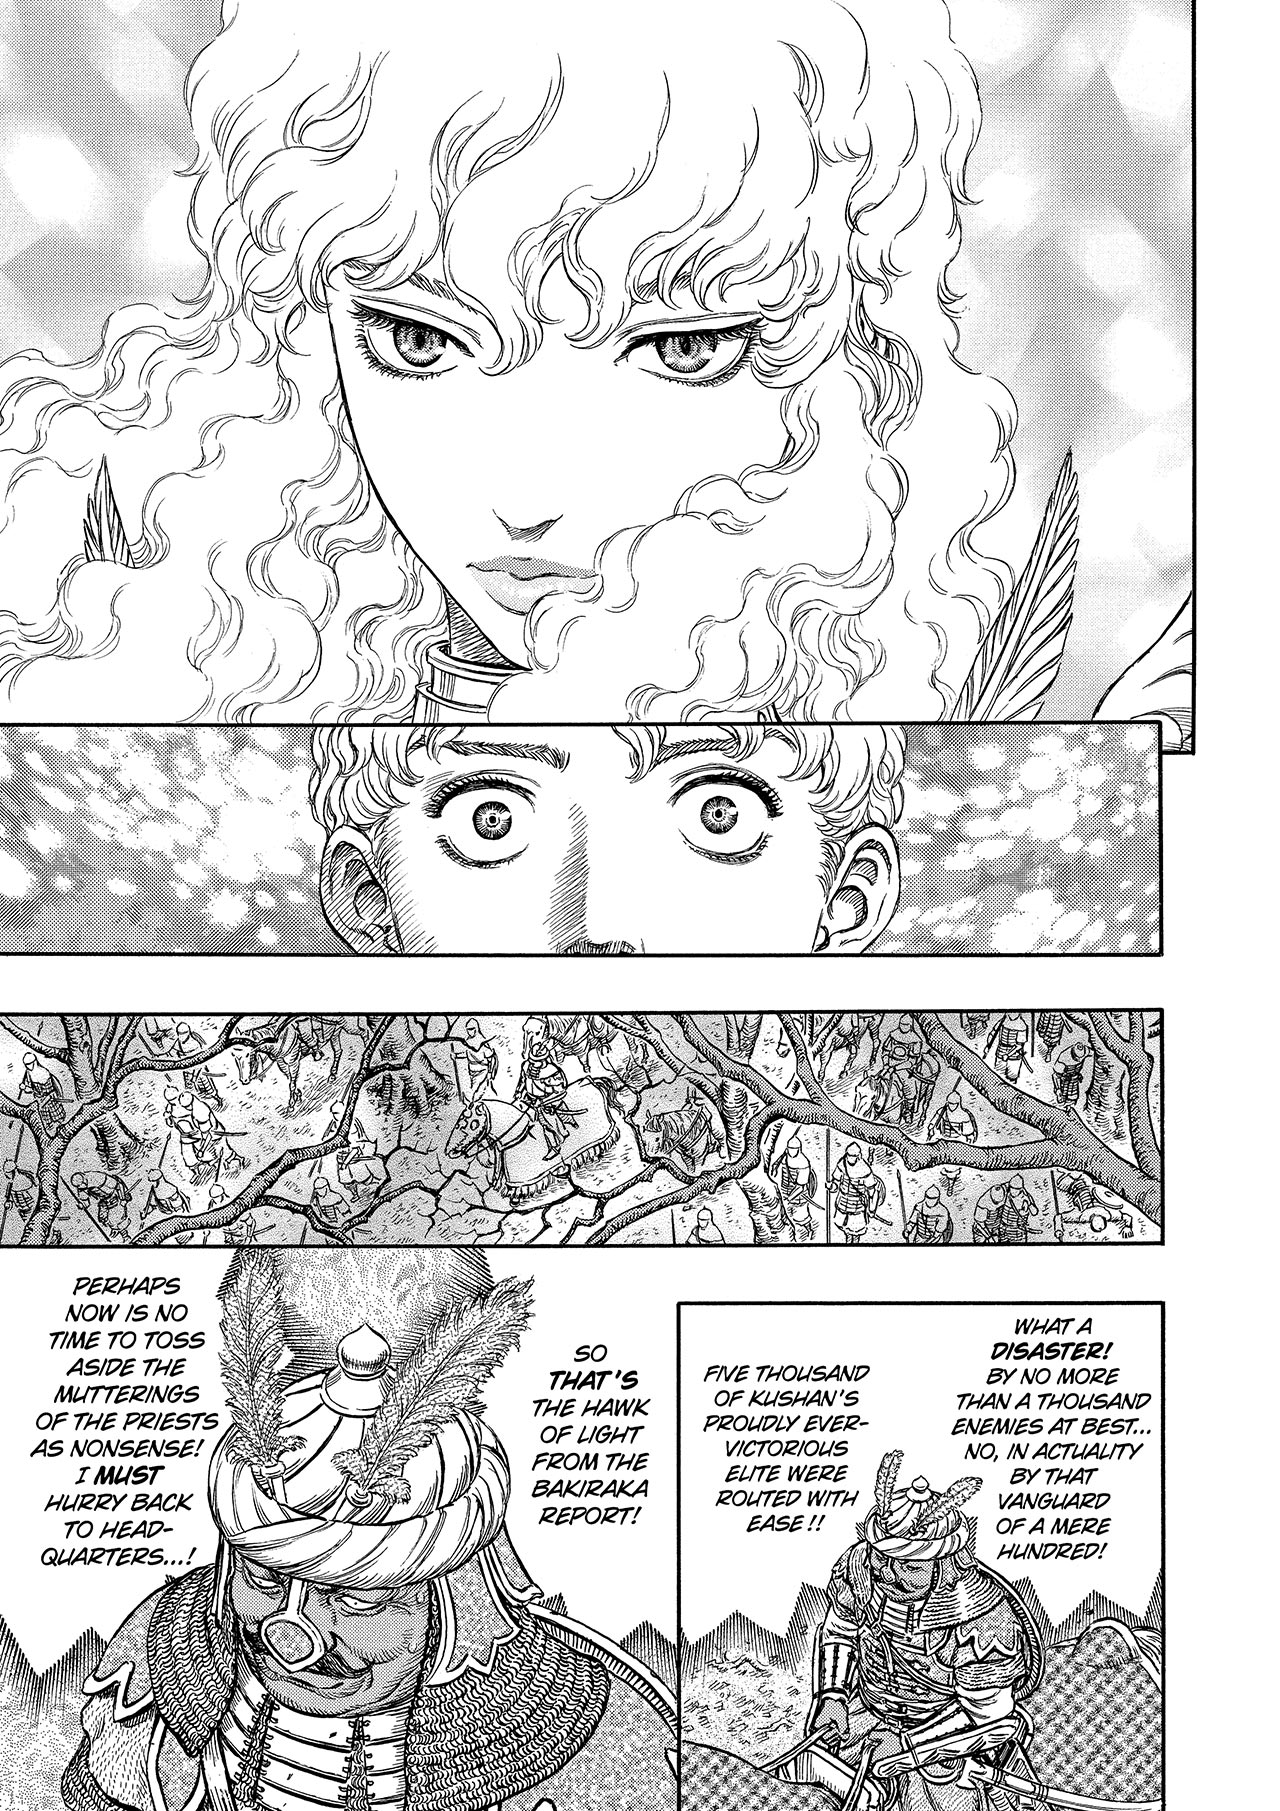 WHAT A
DISASTER!
BY NO MORE
THAN A THOUSAND
ENEMIES AT BEST...
NO, IN ACTUALITY
BY THAT
VANGUARD
OF A MERE
HUNDRED!
FIVE THOUSAND
OF KUSHAN'S
PROUDLY EVER-
VICTORIOUS
ELITE WERE
ROUTED WITH
EASE!!
SO
THAT'S
THE HAWK
OF LIGHT
FROM THE
BAKIRAKA
REPORT!
PERHAPS
NOW IS NO
TIME TO TOSS
ASIDE THE
MUTTERINGS
OF THE PRIESTS
AS NONSENSE!
I MUST
HURRY BACK
TO HEAD-
QUARTERS...!